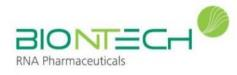 BIONTECH
RNA Pharmaceuticals